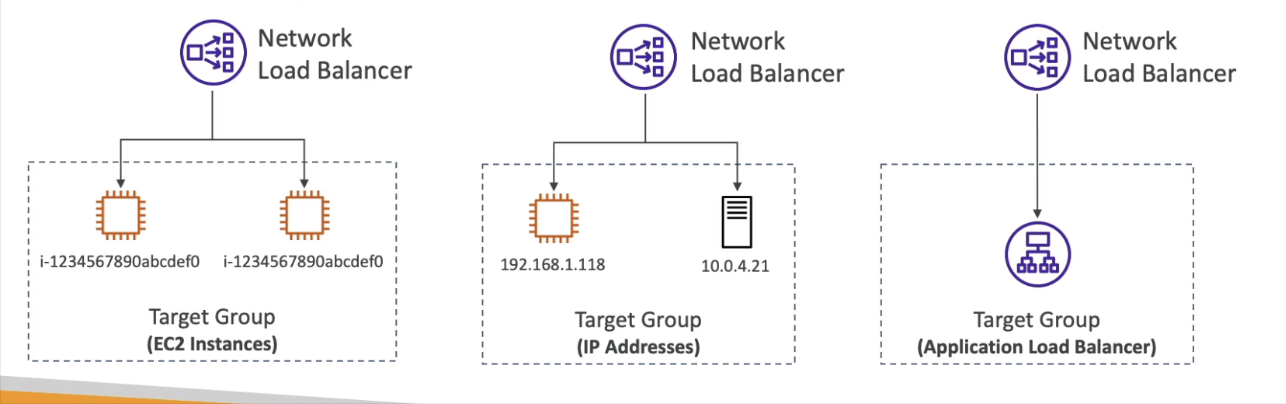 Network
Load Balancer
i-1234567890abcdef0
i-1234567890abcdef0
Target Group
(EC2 Instances)
Network
Load Balancer
192.168.1.118
10.0.4.21
Target Group
(IP Addresses)
Network
Load Balancer
Target Group
(Application Load Balancer)